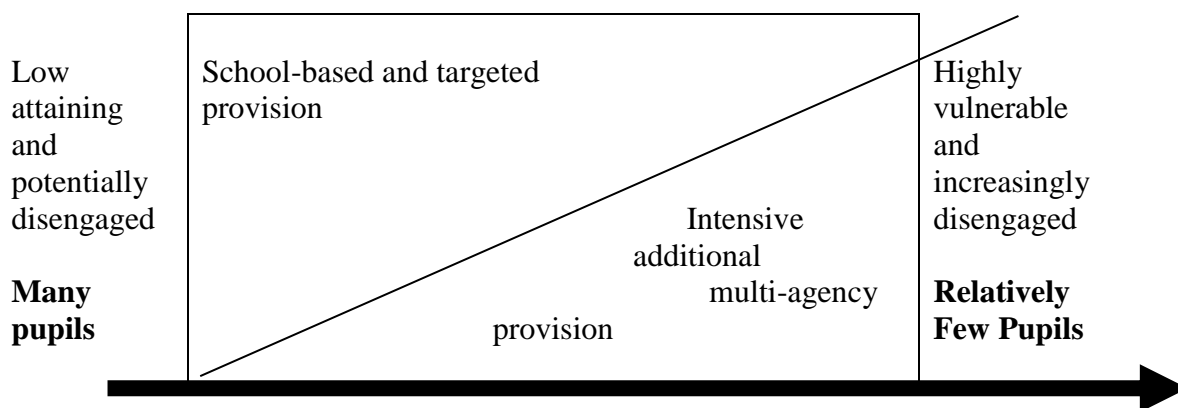 Low
attaining
and
potentially
disengaged
Many
pupils
School-based and targeted
provision
Intensive
additional
multi-agency
provision
Highly
vulnerable
and
increasingly
disengaged
Relatively
Few Pupils